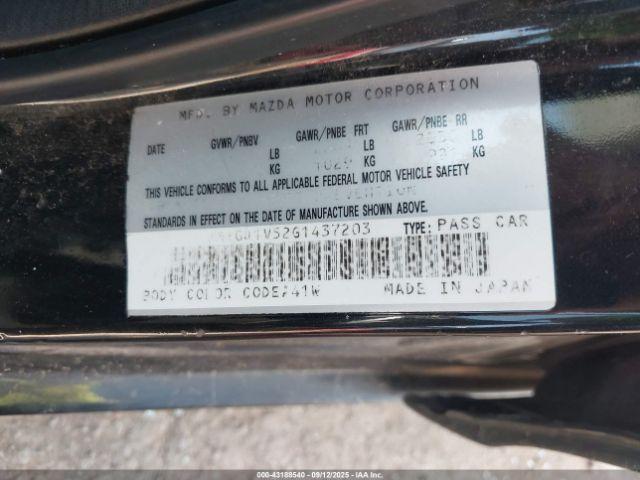 MFD. BY MAZDA MOTOR CORPORATION
DATE GVWR/PNBV GAWR/PNBE FRT GAWR/PNBE RR
LB LB LB
KG KG KG
THIS VEHICLE CONFORMS TO ALL APPLICABLE FEDERAL MOTOR VEHICLE SAFETY
STANDARDS IN EFFECT ON THE DATE OF MANUFACTURE SHOWN ABOVE.
TYPE: PASS CAR
BODY COLOR CODE:41W MADE IN JAPAN
000-43188540 - 09/12/2025 - IAA Inc.